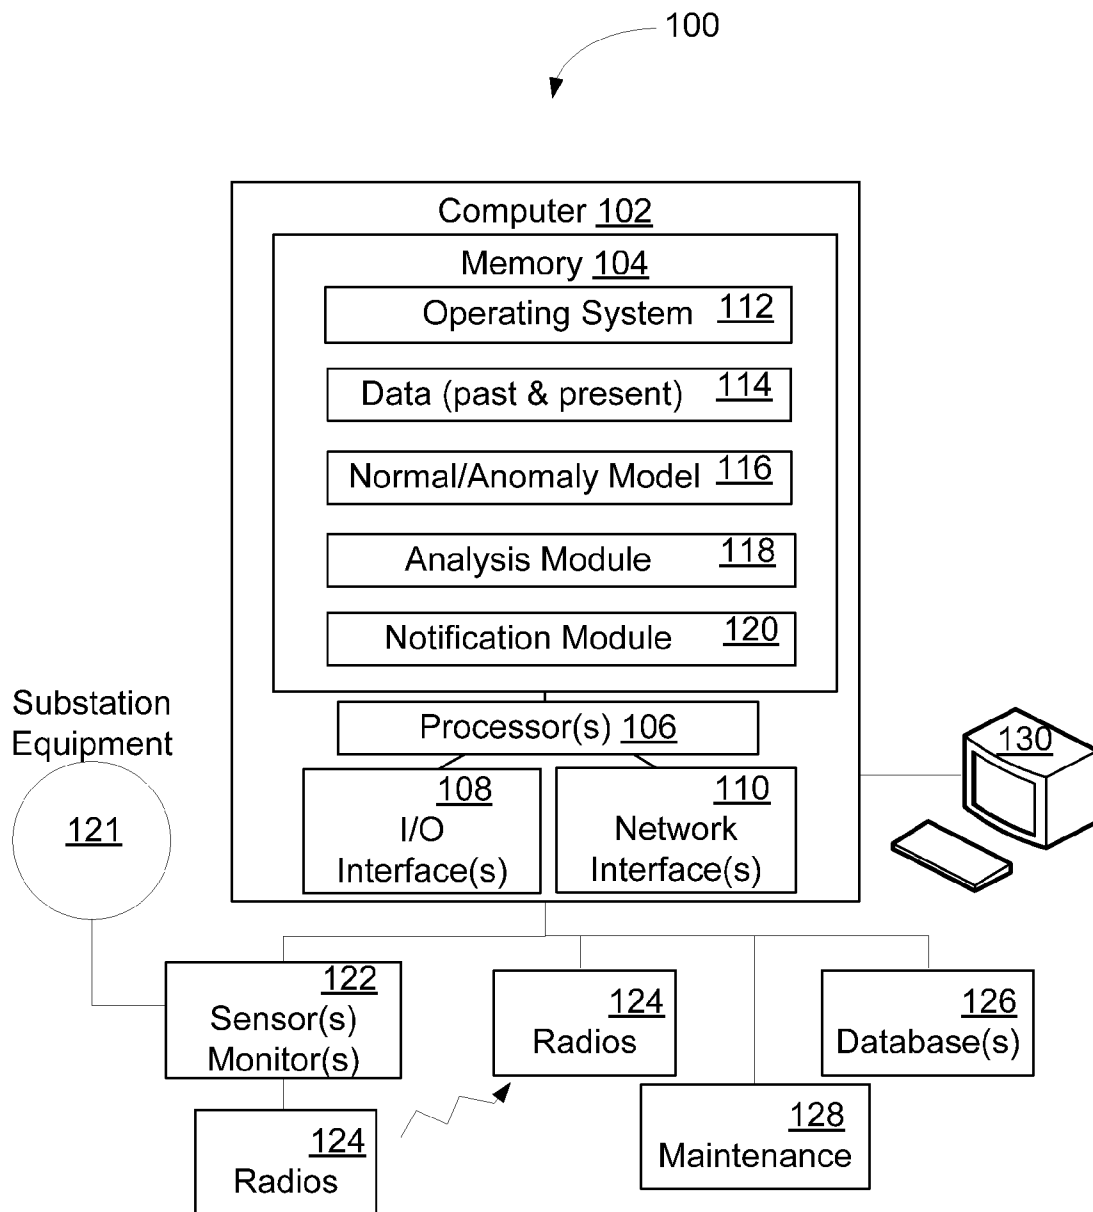 100
Computer 102
Memory 104
Operating System 112
Data (past & present) 114
Normal/Anomaly Model 116
Analysis Module 118
Notification Module 120
Substation
Equipment
121
Processor(s) 106
108
I/O
Interface(s)
110
Network
Interface(s)
130
122
Sensor(s)
Monitor(s)
124
Radios
126
Database(s)
128
Maintenance
124
Radios